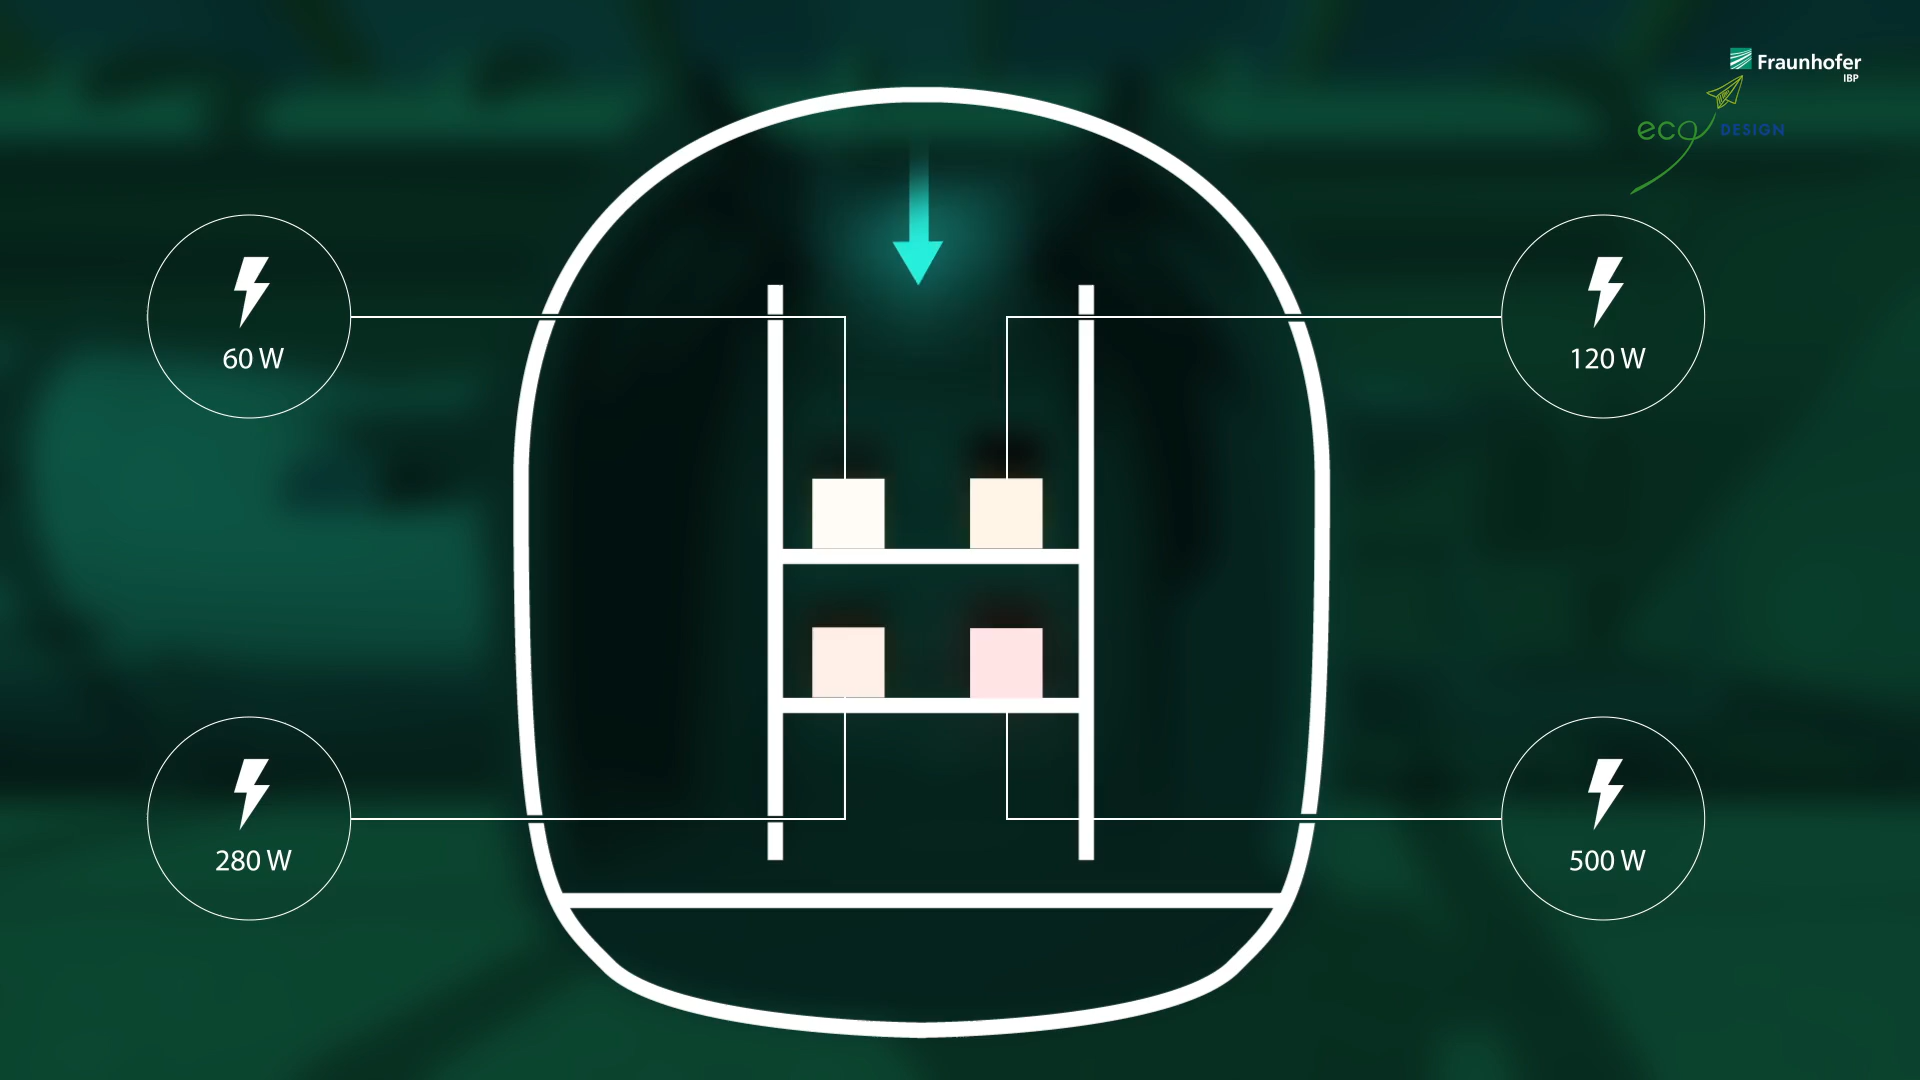 Fraunhofer
IBP
eco DESIGN
60 W
120 W
280 W
500 W